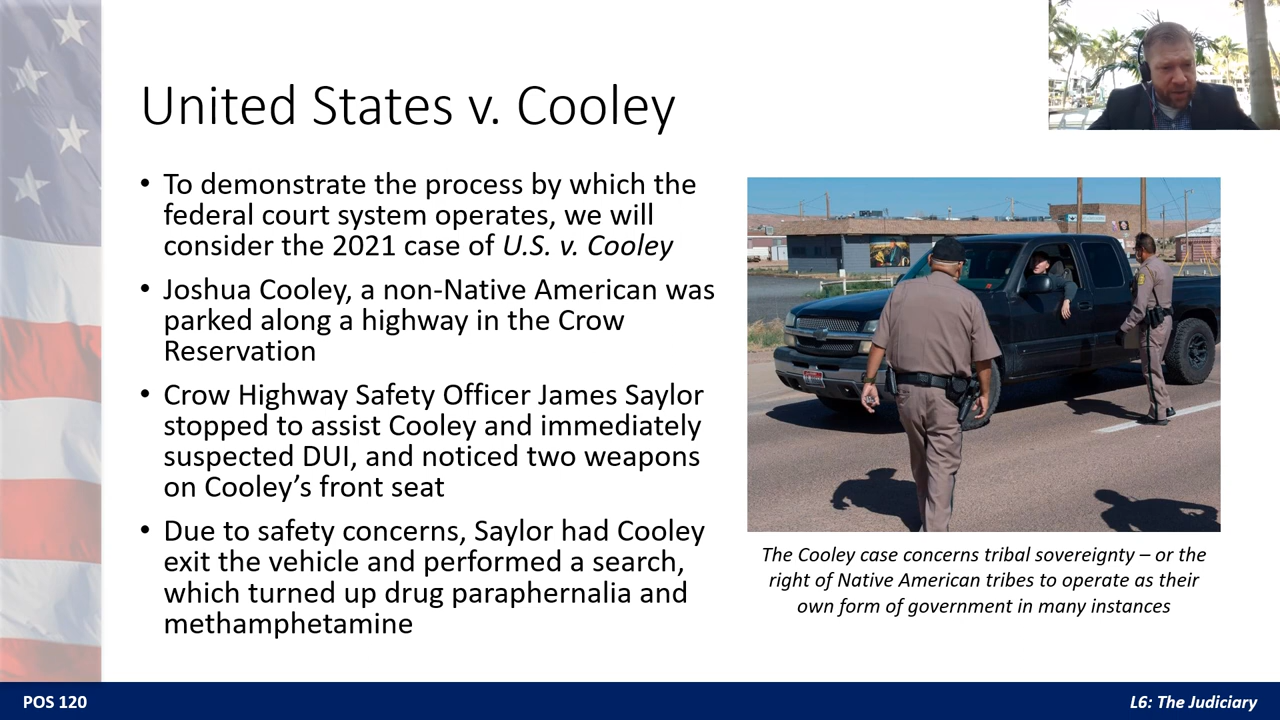 United States v. Cooley
• To demonstrate the process by which the
federal court system operates, we will
consider the 2021 case of U.S. v. Cooley
• Joshua Cooley, a non-Native American was
parked along a highway in the Crow
Reservation
• Crow Highway Safety Officer James Saylor
stopped to assist Cooley and immediately
suspected DUI, and noticed two weapons
on Cooley’s front seat
• Due to safety concerns, Saylor had Cooley
exit the vehicle and performed a search,
which turned up drug paraphernalia and
methamphetamine
The Cooley case concerns tribal sovereignty – or the
right of Native American tribes to operate as their
own form of government in many instances
POS 120
L6: The Judiciary